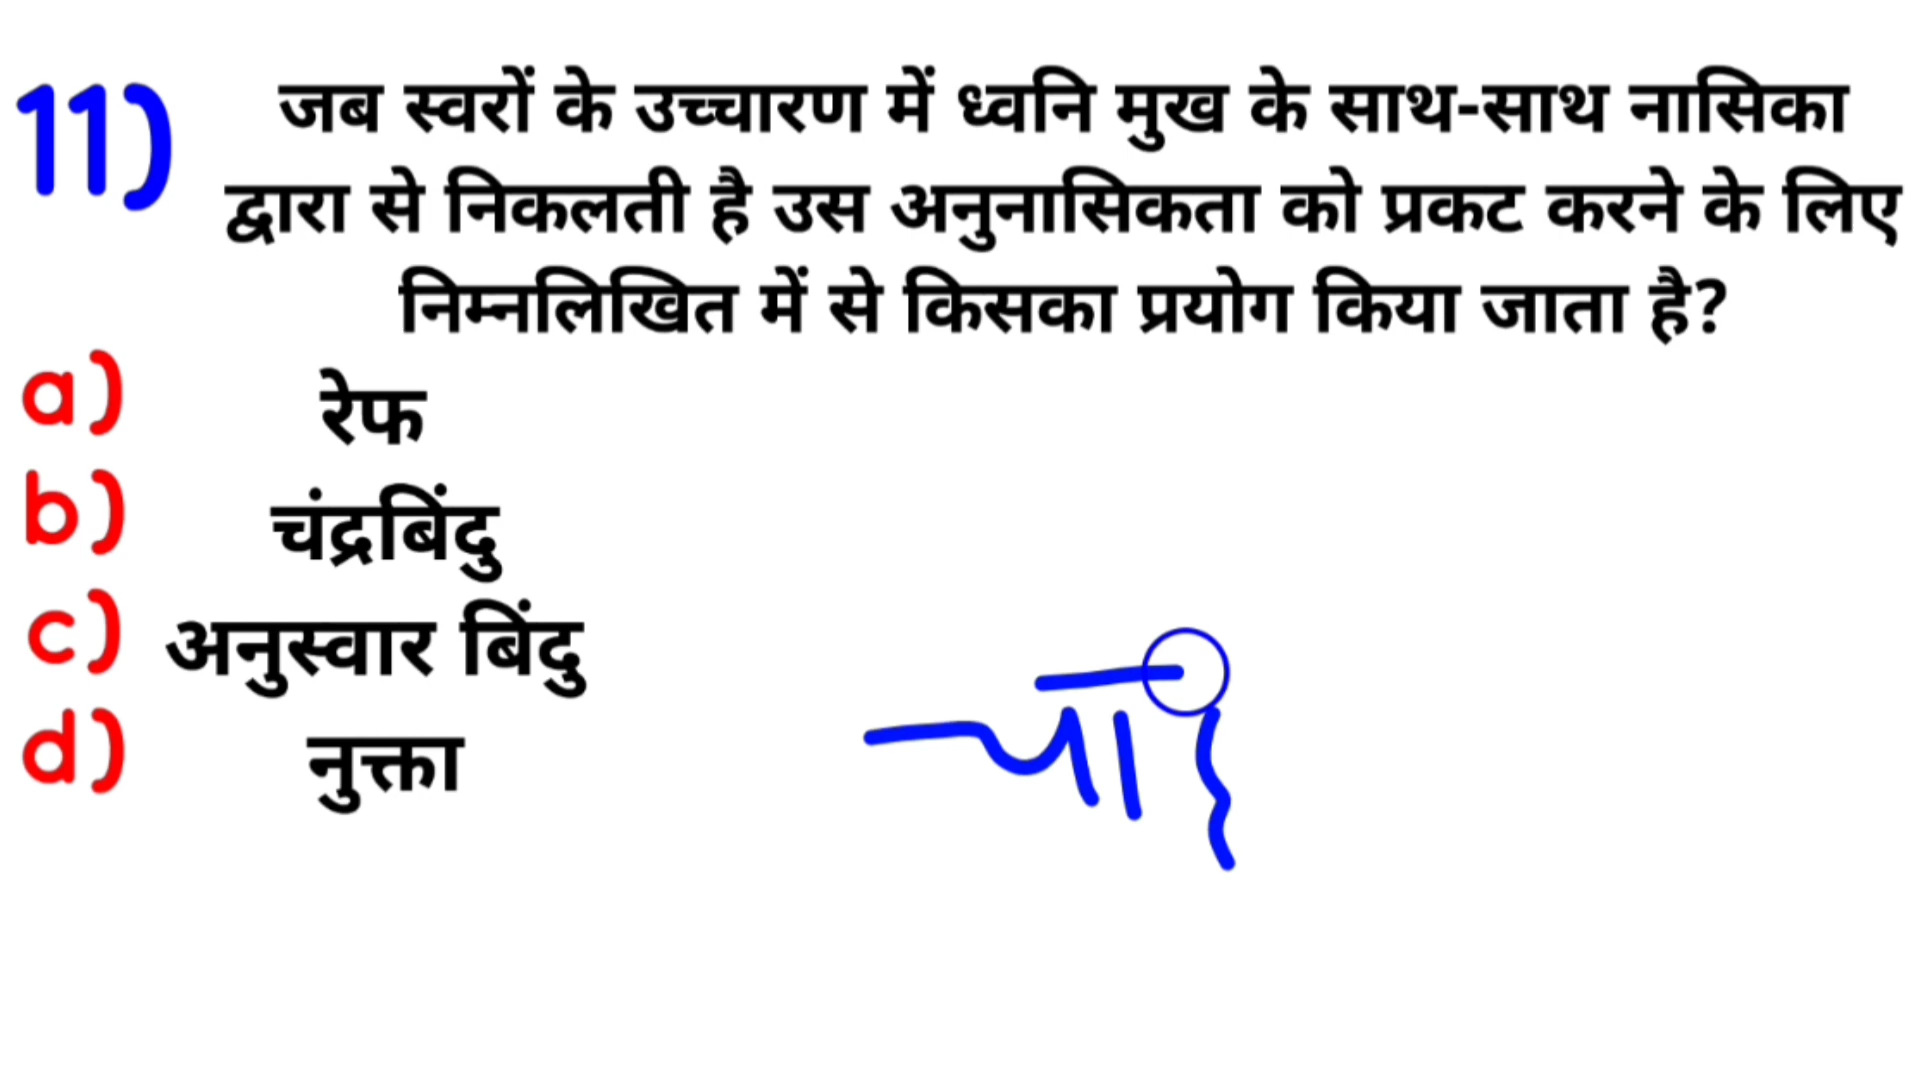 11) जब स्वरों के उच्चारण में ध्वनि मुख के साथ-साथ नासिका
द्वारा से निकलती है उस अनुनासिकता को प्रकट करने के लिए
निम्नलिखित में से किसका प्रयोग किया जाता है?
a) रेफ
b) चंद्रबिंदु
c) अनुस्वार बिंदु
d) नुक्ता